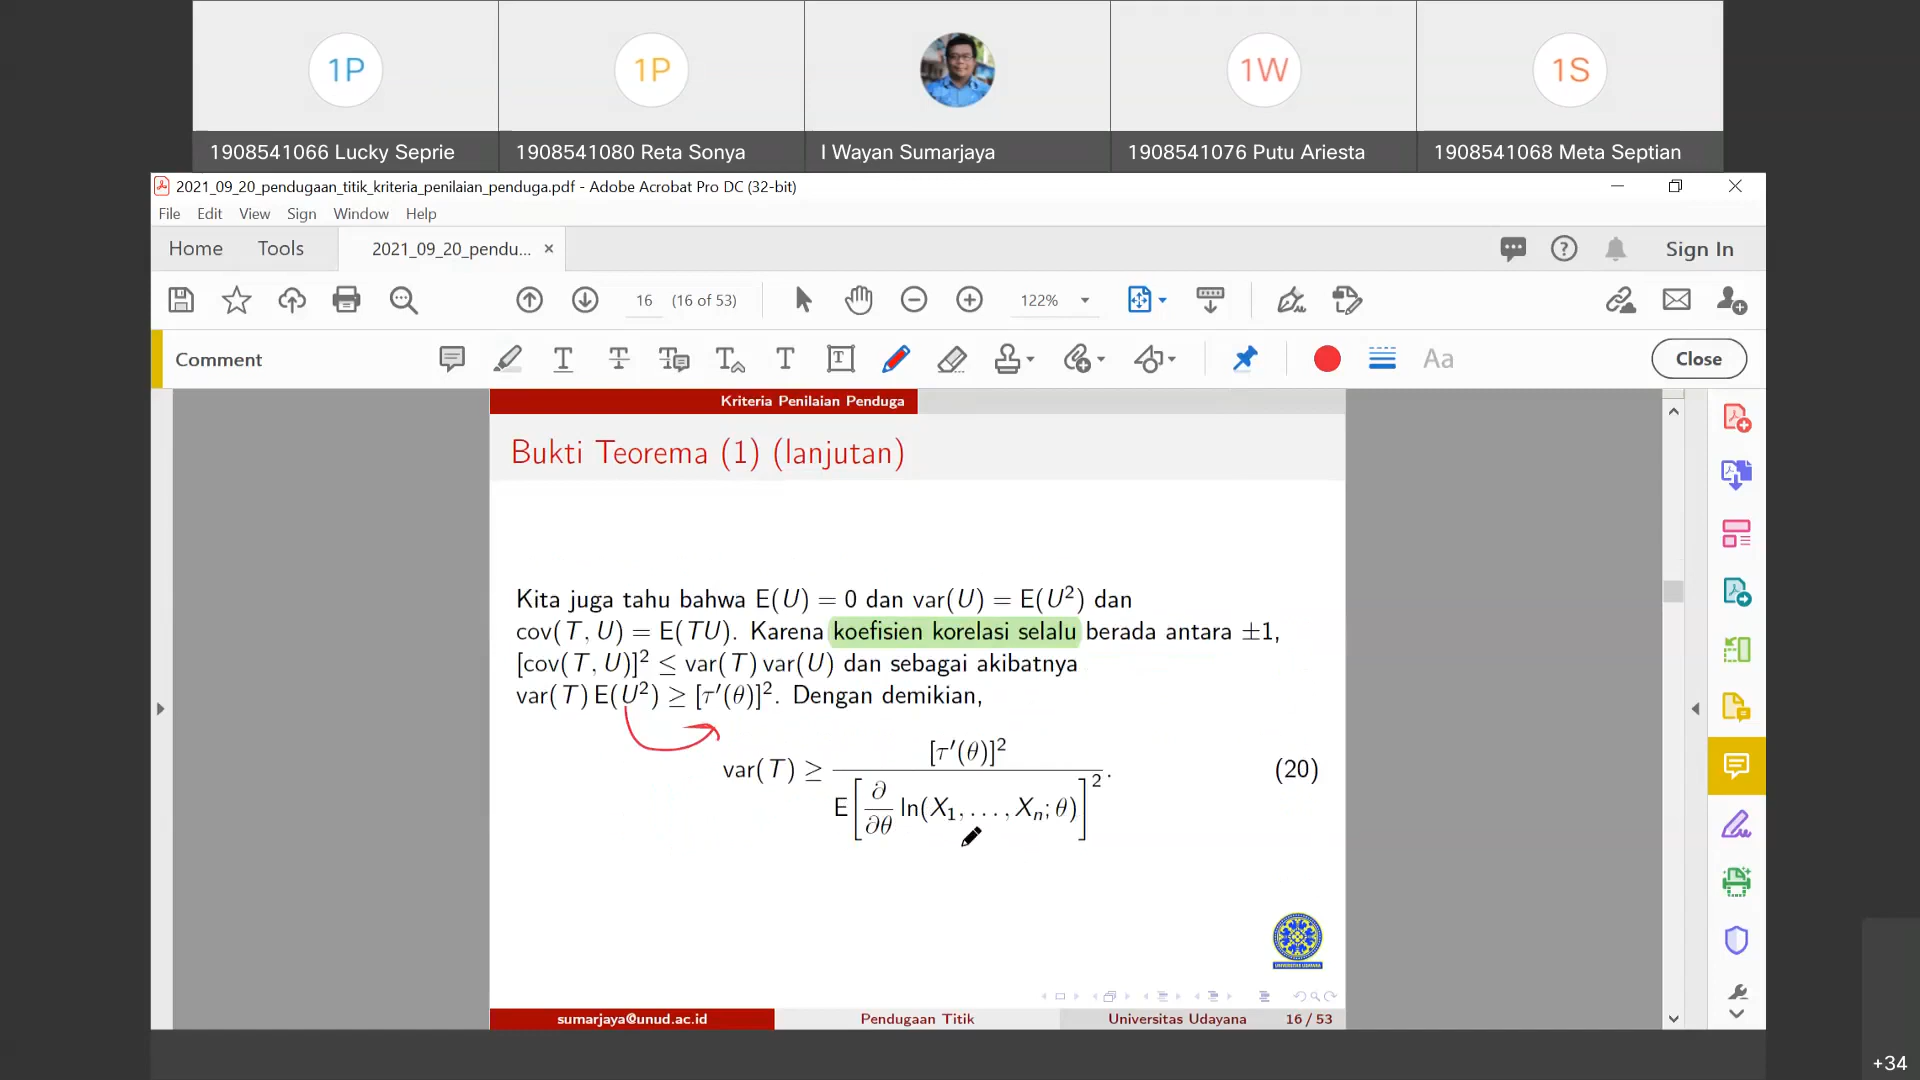 1P
1P
1W
1S
1908541066 Lucky Seprie
1908541080 Reta Sonya
I Wayan Sumarjaya
1908541076 Putu Ariesta
1908541068 Meta Septian
2021_09_20_pendugaan_titik_kriteria_penilaian_penduga.pdf - Adobe Acrobat Pro DC (32-bit)
File Edit View Sign Window Help
Home Tools 2021_09_20_pendu... × Sign In
16 (16 of 53) 122%
Comment Aa Close
Kriteria Penilaian Penduga
Bukti Teorema (1) (lanjutan)
Kita juga tahu bahwa E(U) = 0 dan var(U) = E(U²) dan
cov(T, U) = E(TU). Karena koefisien korelasi selalu berada antara ±1,
[cov(T, U)]² ≤ var(T) var(U) dan sebagai akibatnya
var(T) E(U²) ≥ [τ′(θ)]². Dengan demikian,
var(T) ≥ [τ′(θ)]² / E[∂/∂θ ln(X₁, . . . , Xₙ; θ)]². (20)
UNIVERSITAS UDAYANA
sumarjaya@unud.ac.id Pendugaan Titik Universitas Udayana 16 / 53
+34